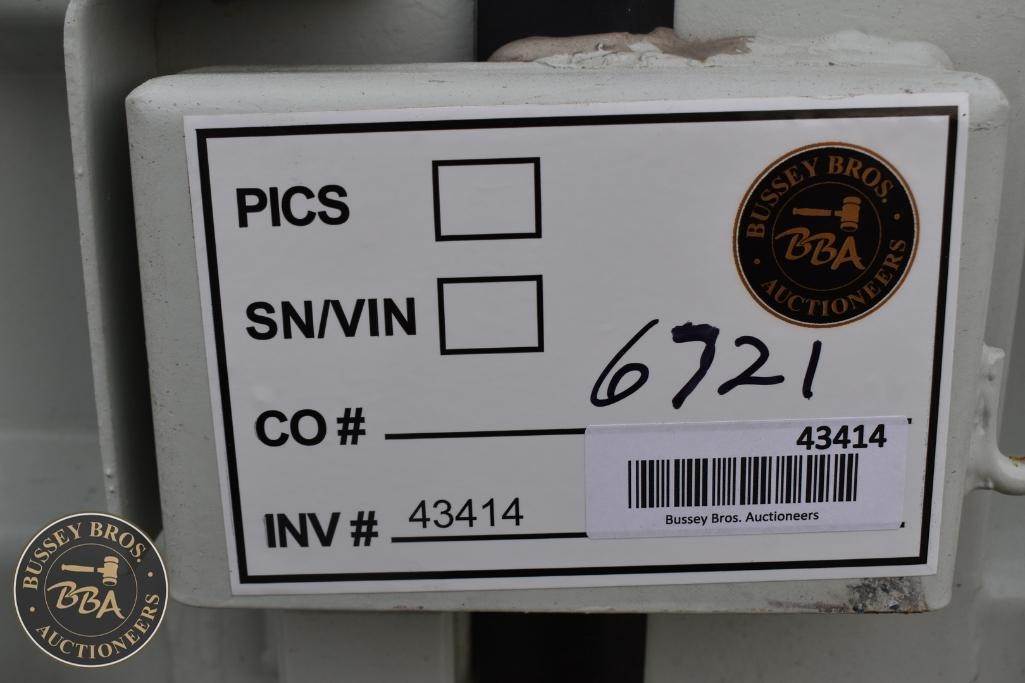 PICS
BUSSEY BROS.
BBA
AUCTIONEERS
SN/VIN
6721
CO #
43414
Bussey Bros. Auctioneers
INV # 43414
BUSSEY BROS.
BBA
AUCTIONEERS